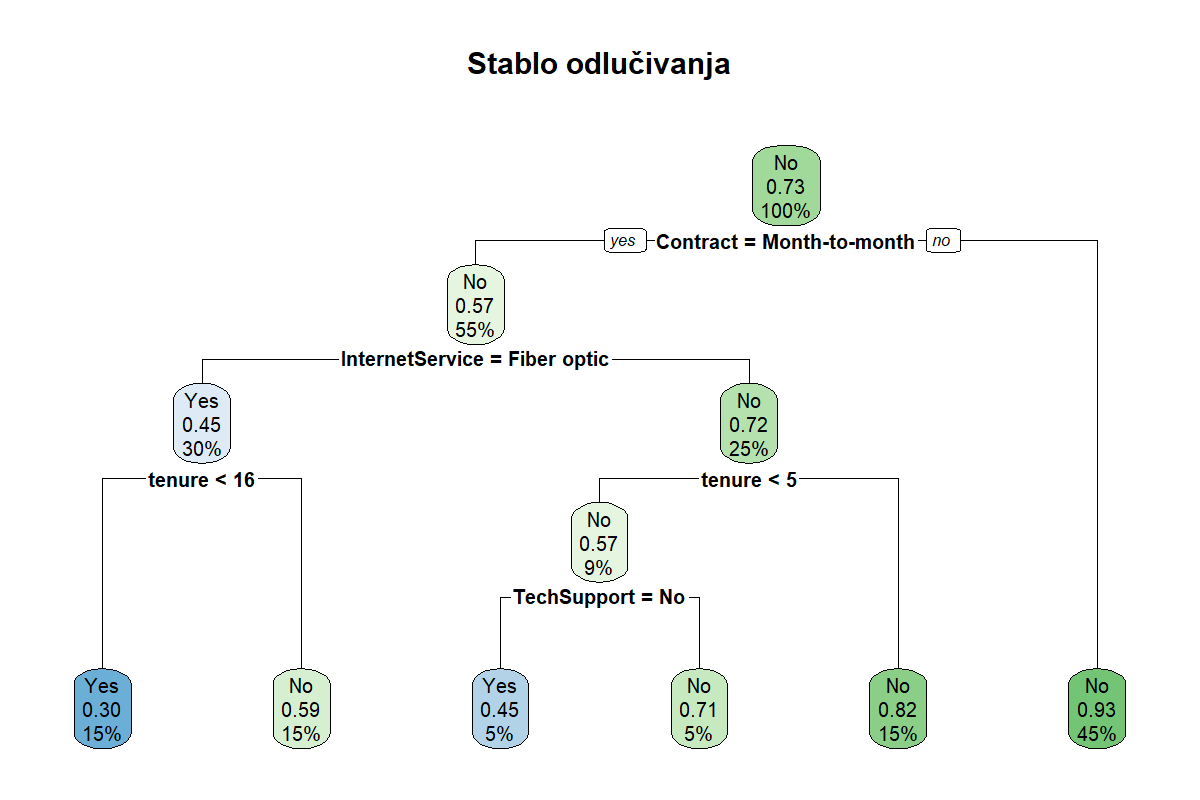 Stablo odlučivanja
No
0.73
100%
yes
Contract = Month-to-month
no
No
0.57
55%
InternetService = Fiber optic
Yes
0.45
30%
No
0.72
25%
tenure < 16
tenure < 5
No
0.57
9%
TechSupport = No
Yes
0.30
15%
No
0.59
15%
Yes
0.45
5%
No
0.71
5%
No
0.82
15%
No
0.93
45%